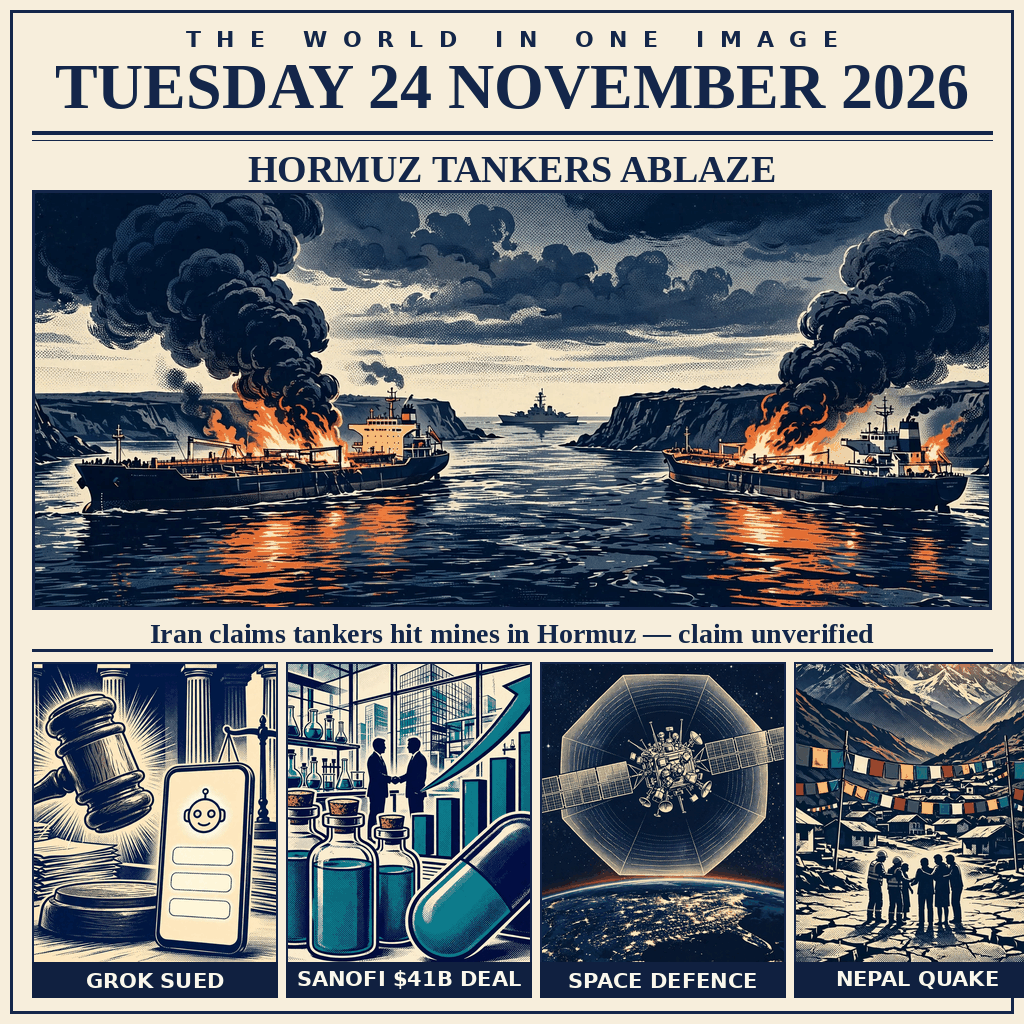 THE WORLD IN ONE IMAGE
TUESDAY 24 NOVEMBER 2026
HORMUZ TANKERS ABLAZE
Iran claims tankers hit mines in Hormuz — claim unverified
GROK SUED
SANOFI $41B DEAL
SPACE DEFENCE
NEPAL QUAKE